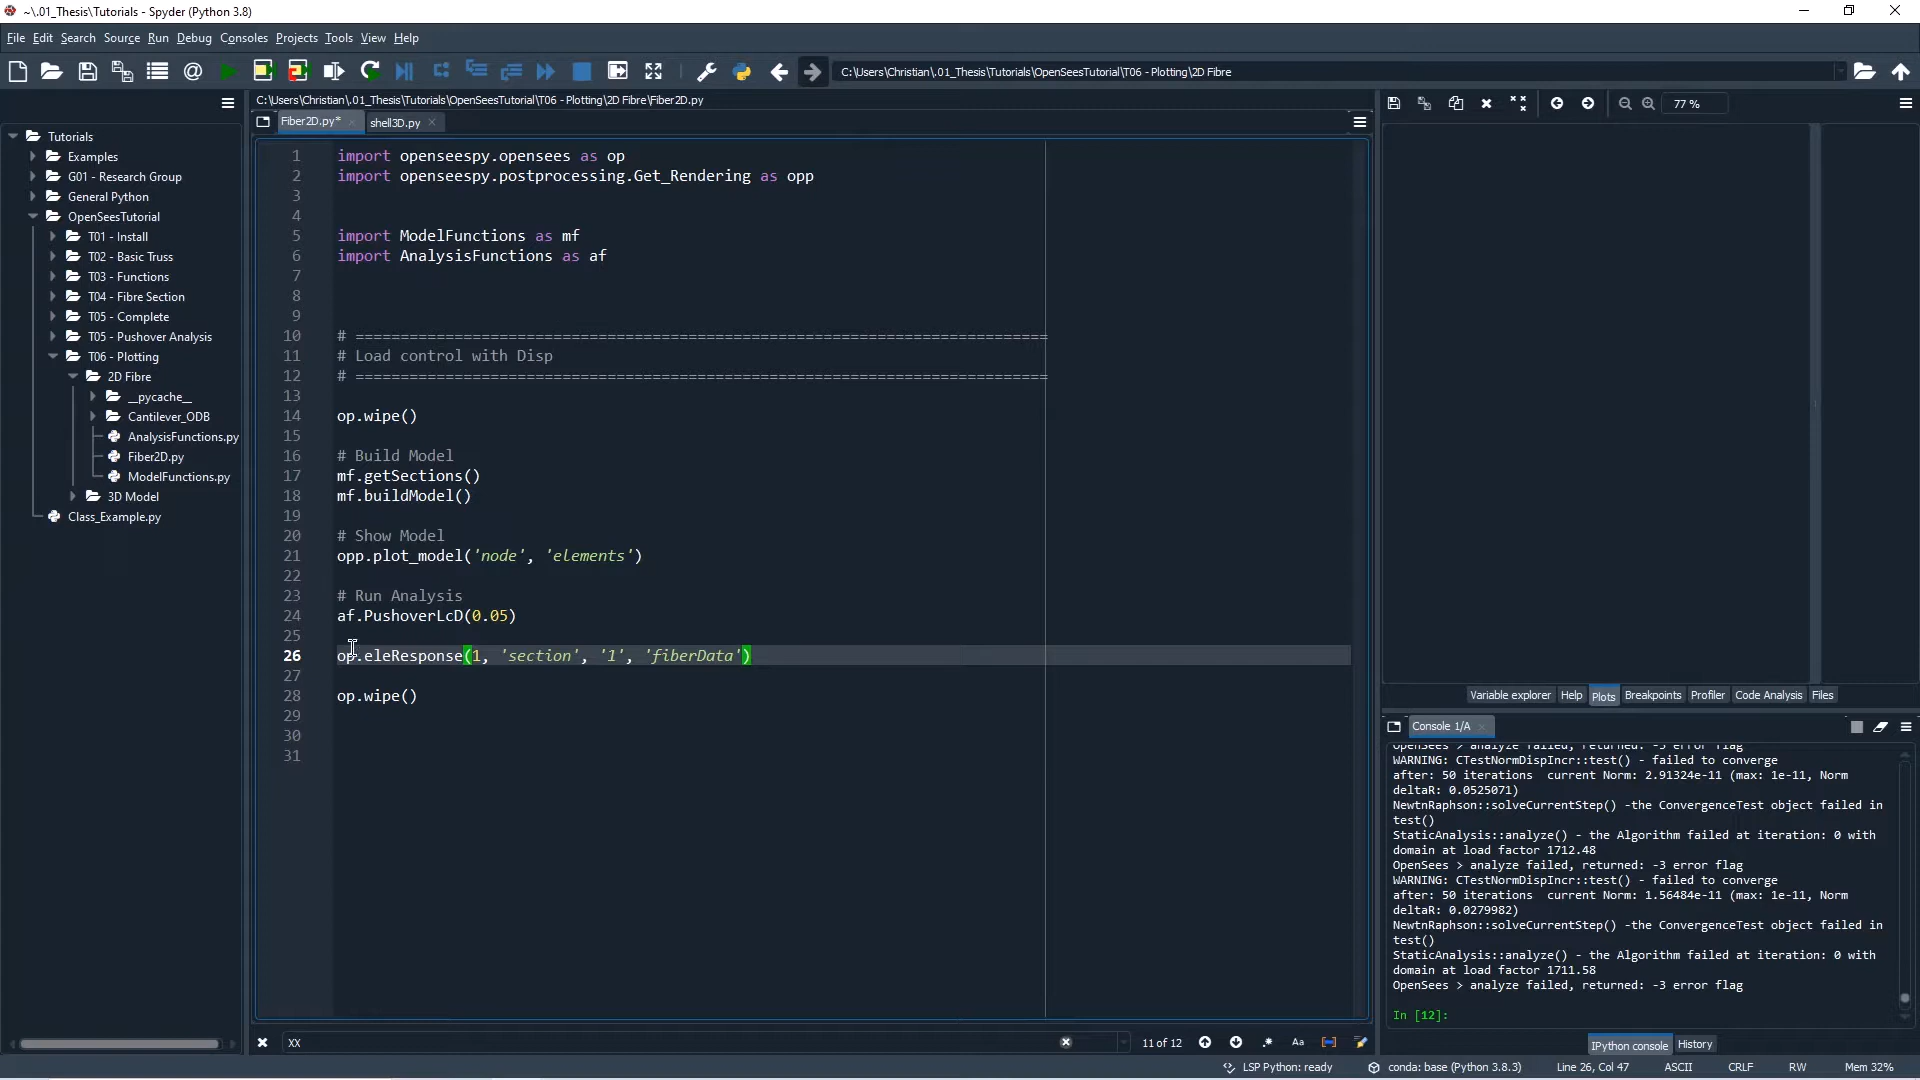 ~\.01_Thesis\Tutorials - Spyder (Python 3.8)
File Edit Search Source Run Debug Consoles Projects Tools View Help
C:\Users\Christian\.01_Thesis\Tutorials\OpenSeesTutorial\T06 - Plotting\2D Fibre
C:\Users\Christian\.01_Thesis\Tutorials\OpenSeesTutorial\T06 - Plotting\2D Fibre\Fiber2D.py
77 %
Fiber2D.py*
shell3D.py
Tutorials
Examples
G01 - Research Group
General Python
OpenSeesTutorial
T01 - Install
T02 - Basic Truss
T03 - Functions
T04 - Fibre Section
T05 - Complete
T05 - Pushover Analysis
T06 - Plotting
2D Fibre
__pycache__
Cantilever_ODB
AnalysisFunctions.py
Fiber2D.py
ModelFunctions.py
3D Model
Class_Example.py
1 import openseespy.opensees as op
2 import openseespy.postprocessing.Get_Rendering as opp
3
4
5 import ModelFunctions as mf
6 import AnalysisFunctions as af
7
8
9
10 # =============================================================================
11 # Load control with Disp
12 # =============================================================================
13
14 op.wipe()
15
16 # Build Model
17 mf.getSections()
18 mf.buildModel()
19
20 # Show Model
21 opp.plot_model('node', 'elements')
22
23 # Run Analysis
24 af.PushoverLcD(0.05)
25
26 op.eleResponse(1, 'section', '1', 'fiberData')
27
28 op.wipe()
29
30
31
Variable explorer Help Plots Breakpoints Profiler Code Analysis Files
Console 1/A
OpenSees > analyze failed, returned: -3 error flag
WARNING: CTestNormDispIncr::test() - failed to converge
after: 50 iterations  current Norm: 2.91324e-11 (max: 1e-11, Norm
deltaR: 0.0525071)
NewtnRaphson::solveCurrentStep() -the ConvergenceTest object failed in
test()
StaticAnalysis::analyze() - the Algorithm failed at iteration: 0 with
domain at load factor 1712.48
OpenSees > analyze failed, returned: -3 error flag
WARNING: CTestNormDispIncr::test() - failed to converge
after: 50 iterations  current Norm: 1.56484e-11 (max: 1e-11, Norm
deltaR: 0.0279982)
NewtnRaphson::solveCurrentStep() -the ConvergenceTest object failed in
test()
StaticAnalysis::analyze() - the Algorithm failed at iteration: 0 with
domain at load factor 1711.58
OpenSees > analyze failed, returned: -3 error flag
In [12]:
XX
11 of 12
Aa
IPython console History
LSP Python: ready conda: base (Python 3.8.3) Line 26, Col 47 ASCII CRLF RW Mem 32%